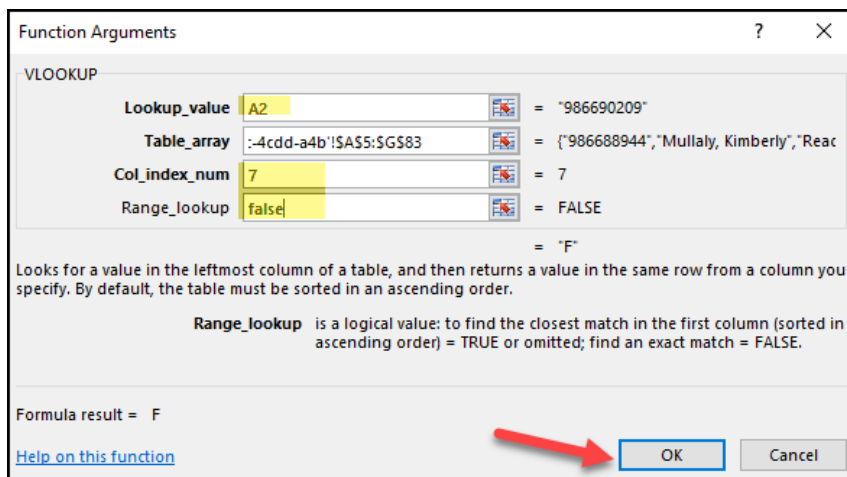 Function Arguments ? ×
VLOOKUP
Lookup_value A2 = "986690209"
Table_array :-4cdd-a4b'!$A$5:$G$83 = {"986688944","Mullaly, Kimberly","Reac
Col_index_num 7 = 7
Range_lookup false = FALSE
= "F"
Looks for a value in the leftmost column of a table, and then returns a value in the same row from a column you
specify. By default, the table must be sorted in an ascending order.
Range_lookup is a logical value: to find the closest match in the first column (sorted in
ascending order) = TRUE or omitted; find an exact match = FALSE.
Formula result = F
Help on this function OK Cancel